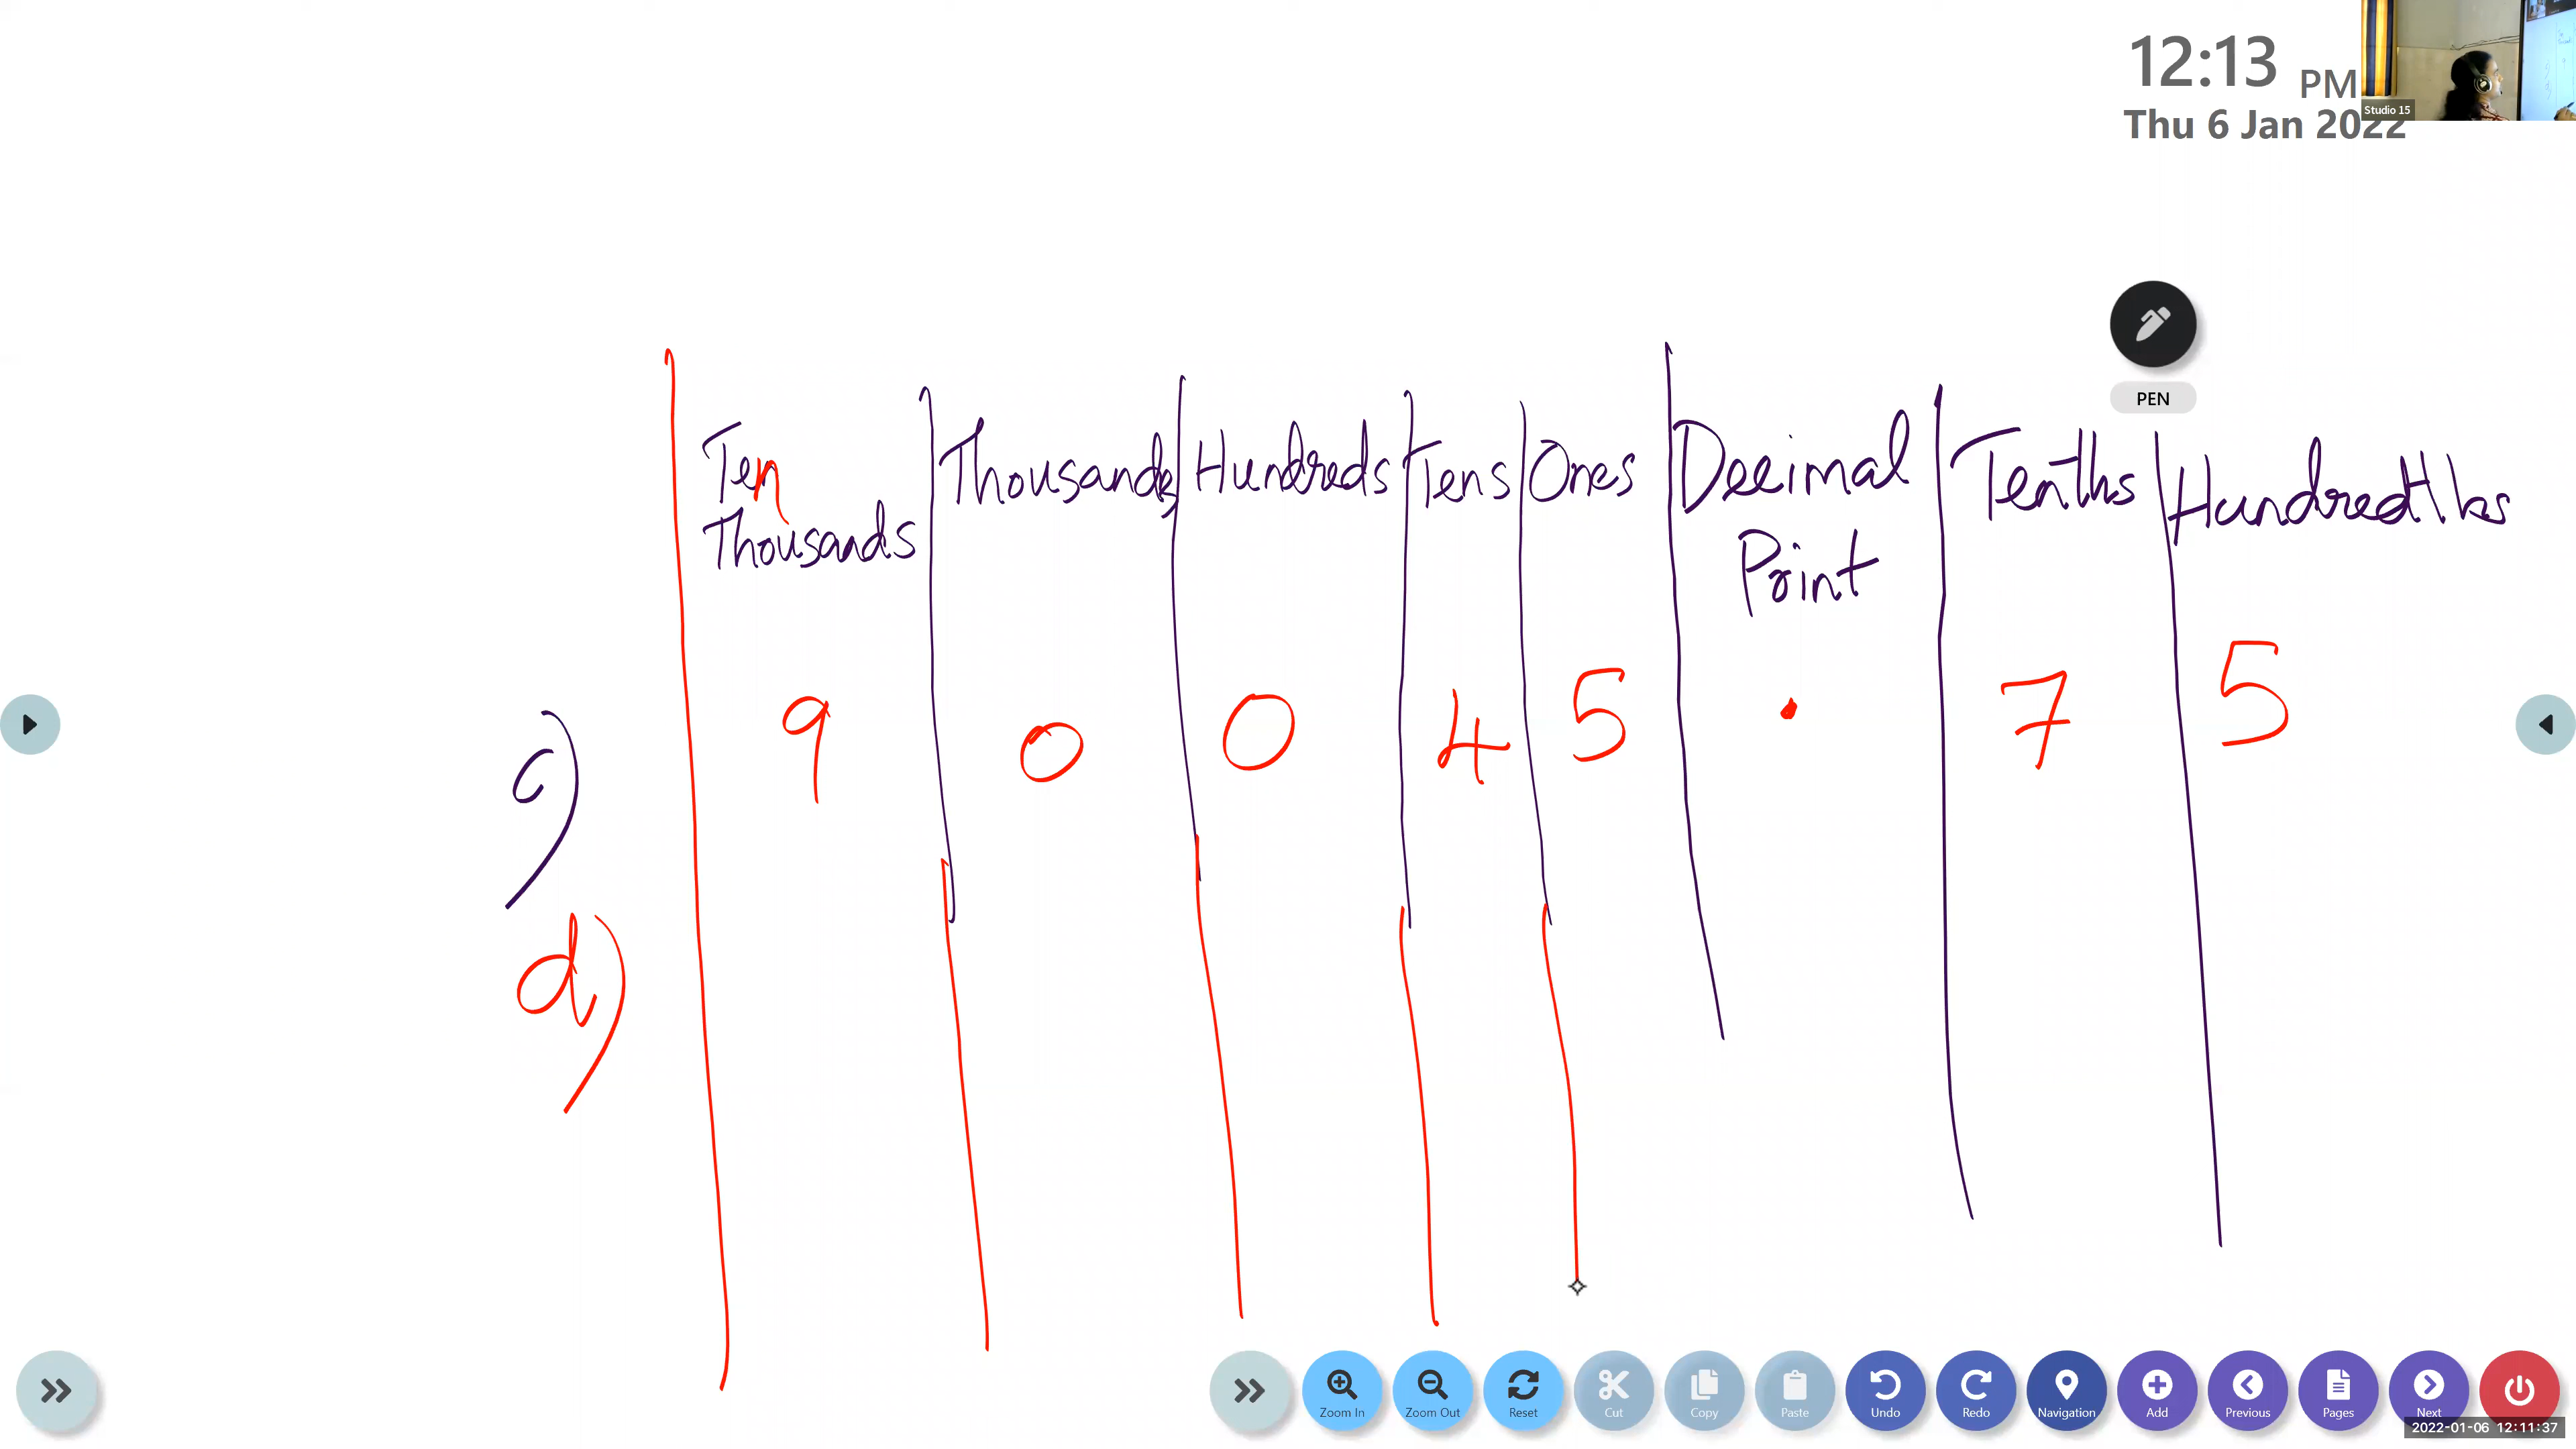 12:13 PM
Thu 6 Jan 2022
Studio 15
PEN
Ten Thousands Thousands Hundreds Tens Ones Decimal Point Tenths Hundredths
c) 9 0 0 4 5 . 7 5
d)
Zoom In Zoom Out Reset Cut Copy Paste Undo Redo Navigation Add Previous Pages Next
2022-01-06 12:11:37